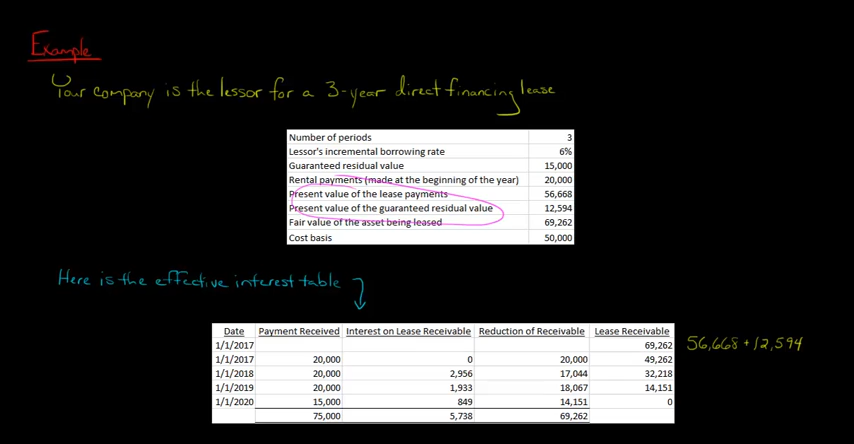 Example
Your company is the lessor for a 3-year direct financing lease
Number of periods 3
Lessor's incremental borrowing rate 6%
Guaranteed residual value 15,000
Rental payments (made at the beginning of the year) 20,000
Present value of the lease payments 56,668
Present value of the guaranteed residual value 12,594
Fair value of the asset being leased 69,262
Cost basis 50,000
Here is the effective interest table
Date Payment Received Interest on Lease Receivable Reduction of Receivable Lease Receivable
1/1/2017 69,262 56,668 + 12,594
1/1/2017 20,000 0 20,000 49,262
1/1/2018 20,000 2,956 17,044 32,218
1/1/2019 20,000 1,933 18,067 14,151
1/1/2020 15,000 849 14,151 0
75,000 5,738 69,262